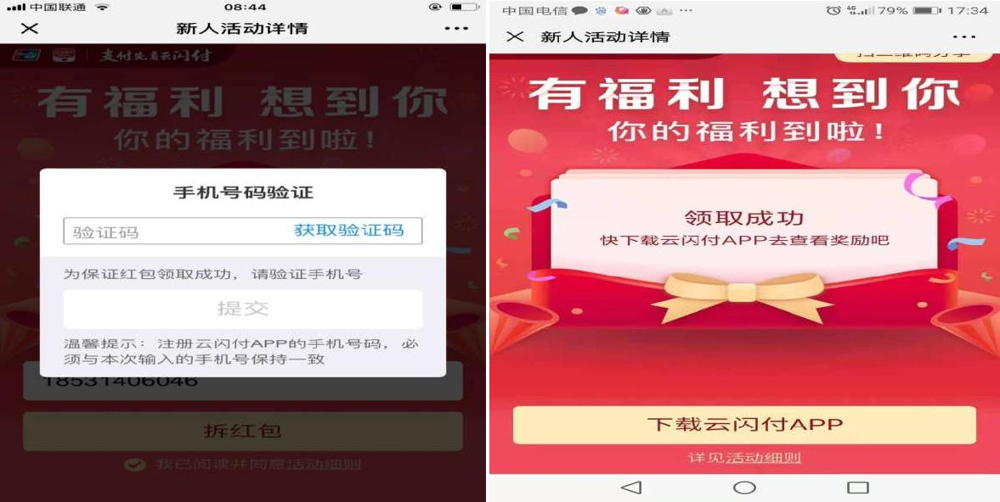 中国联通
08:44
新人活动详情
支付先看云闪付
有福利 想到你
你的福利到啦！
手机号码验证
验证码 获取验证码
为保证红包领取成功，请验证手机号
提交
温馨提示：注册云闪付APP的手机号码，必
须与本次输入的手机号保持一致
18531406046
拆红包
我已阅读并同意活动细则
中国电信
4G 79% 17:34
新人活动详情
扫二维码分享
有福利 想到你
你的福利到啦！
领取成功
快下载云闪付APP去查看奖励吧
下载云闪付APP
详见活动细则